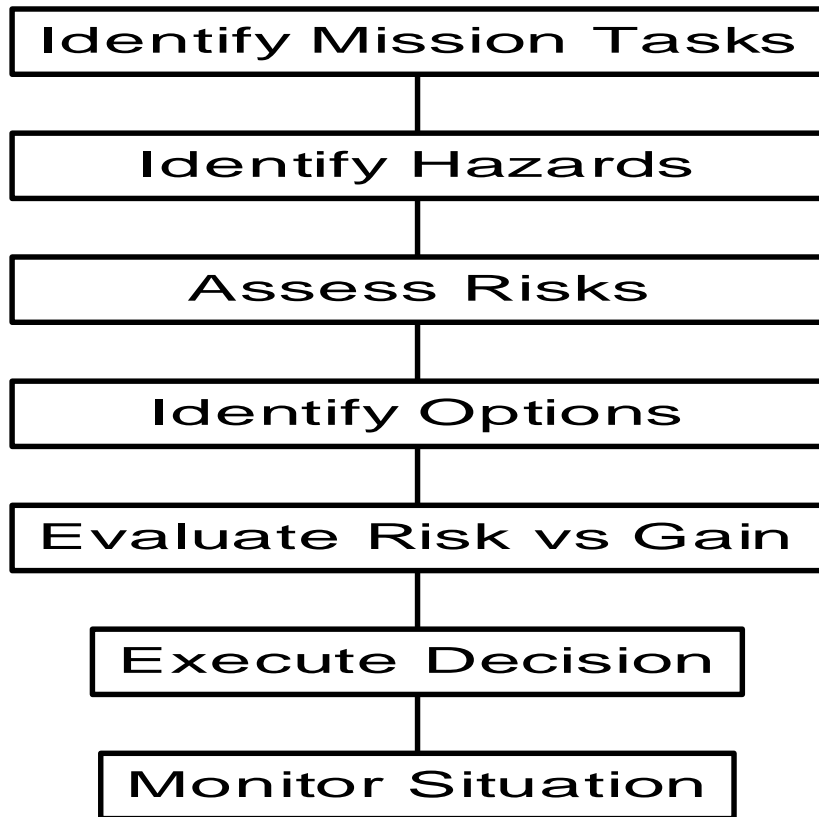 Identify Mission Tasks
Identify Hazards
Assess Risks
Identify Options
Evaluate Risk vs Gain
Execute Decision
Monitor Situation